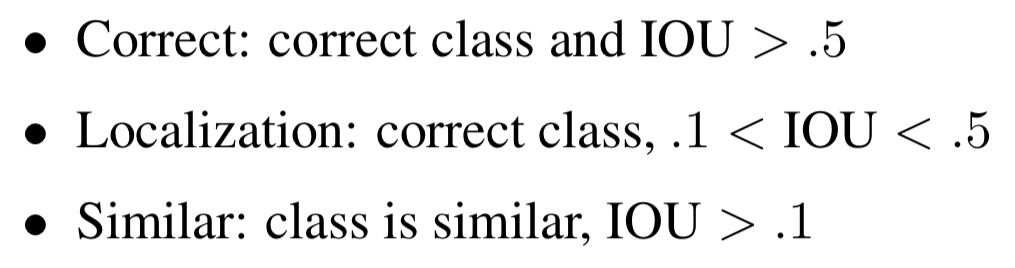 • Correct: correct class and IOU > .5
• Localization: correct class, .1 < IOU < .5
• Similar: class is similar, IOU > .1